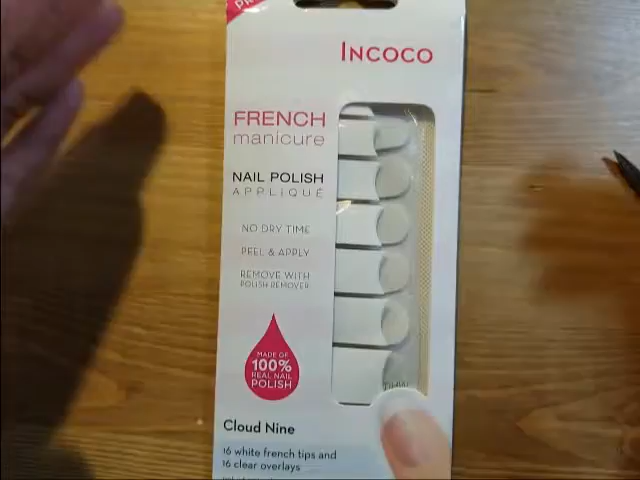 PR
INCOCO
FRENCH
manicure
NAIL POLISH
APPLIQUÉ
NO DRY TIME
PEEL & APPLY
REMOVE WITH
POLISH REMOVER
MADE OF
100%
REAL NAIL
POLISH
Cloud Nine
16 white french tips and
16 clear overlays